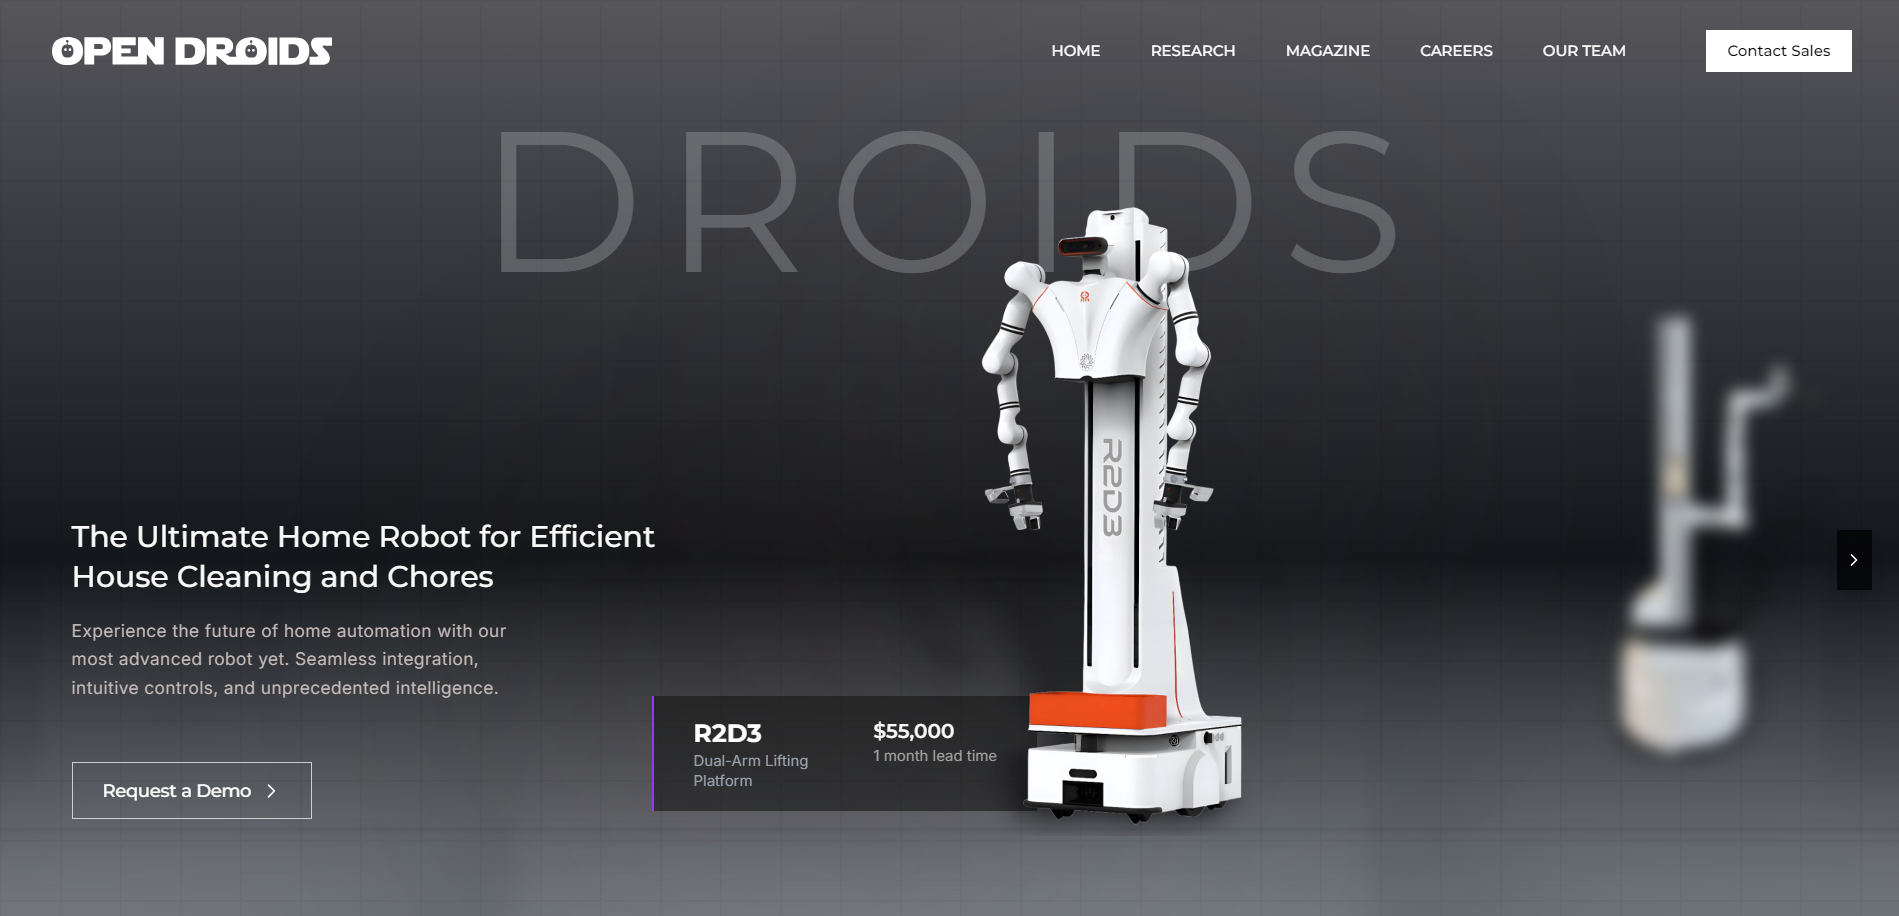 OPEN DROIDS
HOME
RESEARCH
MAGAZINE
CAREERS
OUR TEAM
Contact Sales
DROIDS
R2D3
The Ultimate Home Robot for Efficient
House Cleaning and Chores
Experience the future of home automation with our
most advanced robot yet. Seamless integration,
intuitive controls, and unprecedented intelligence.
Request a Demo
R2D3
Dual-Arm Lifting
Platform
$55,000
1 month lead time